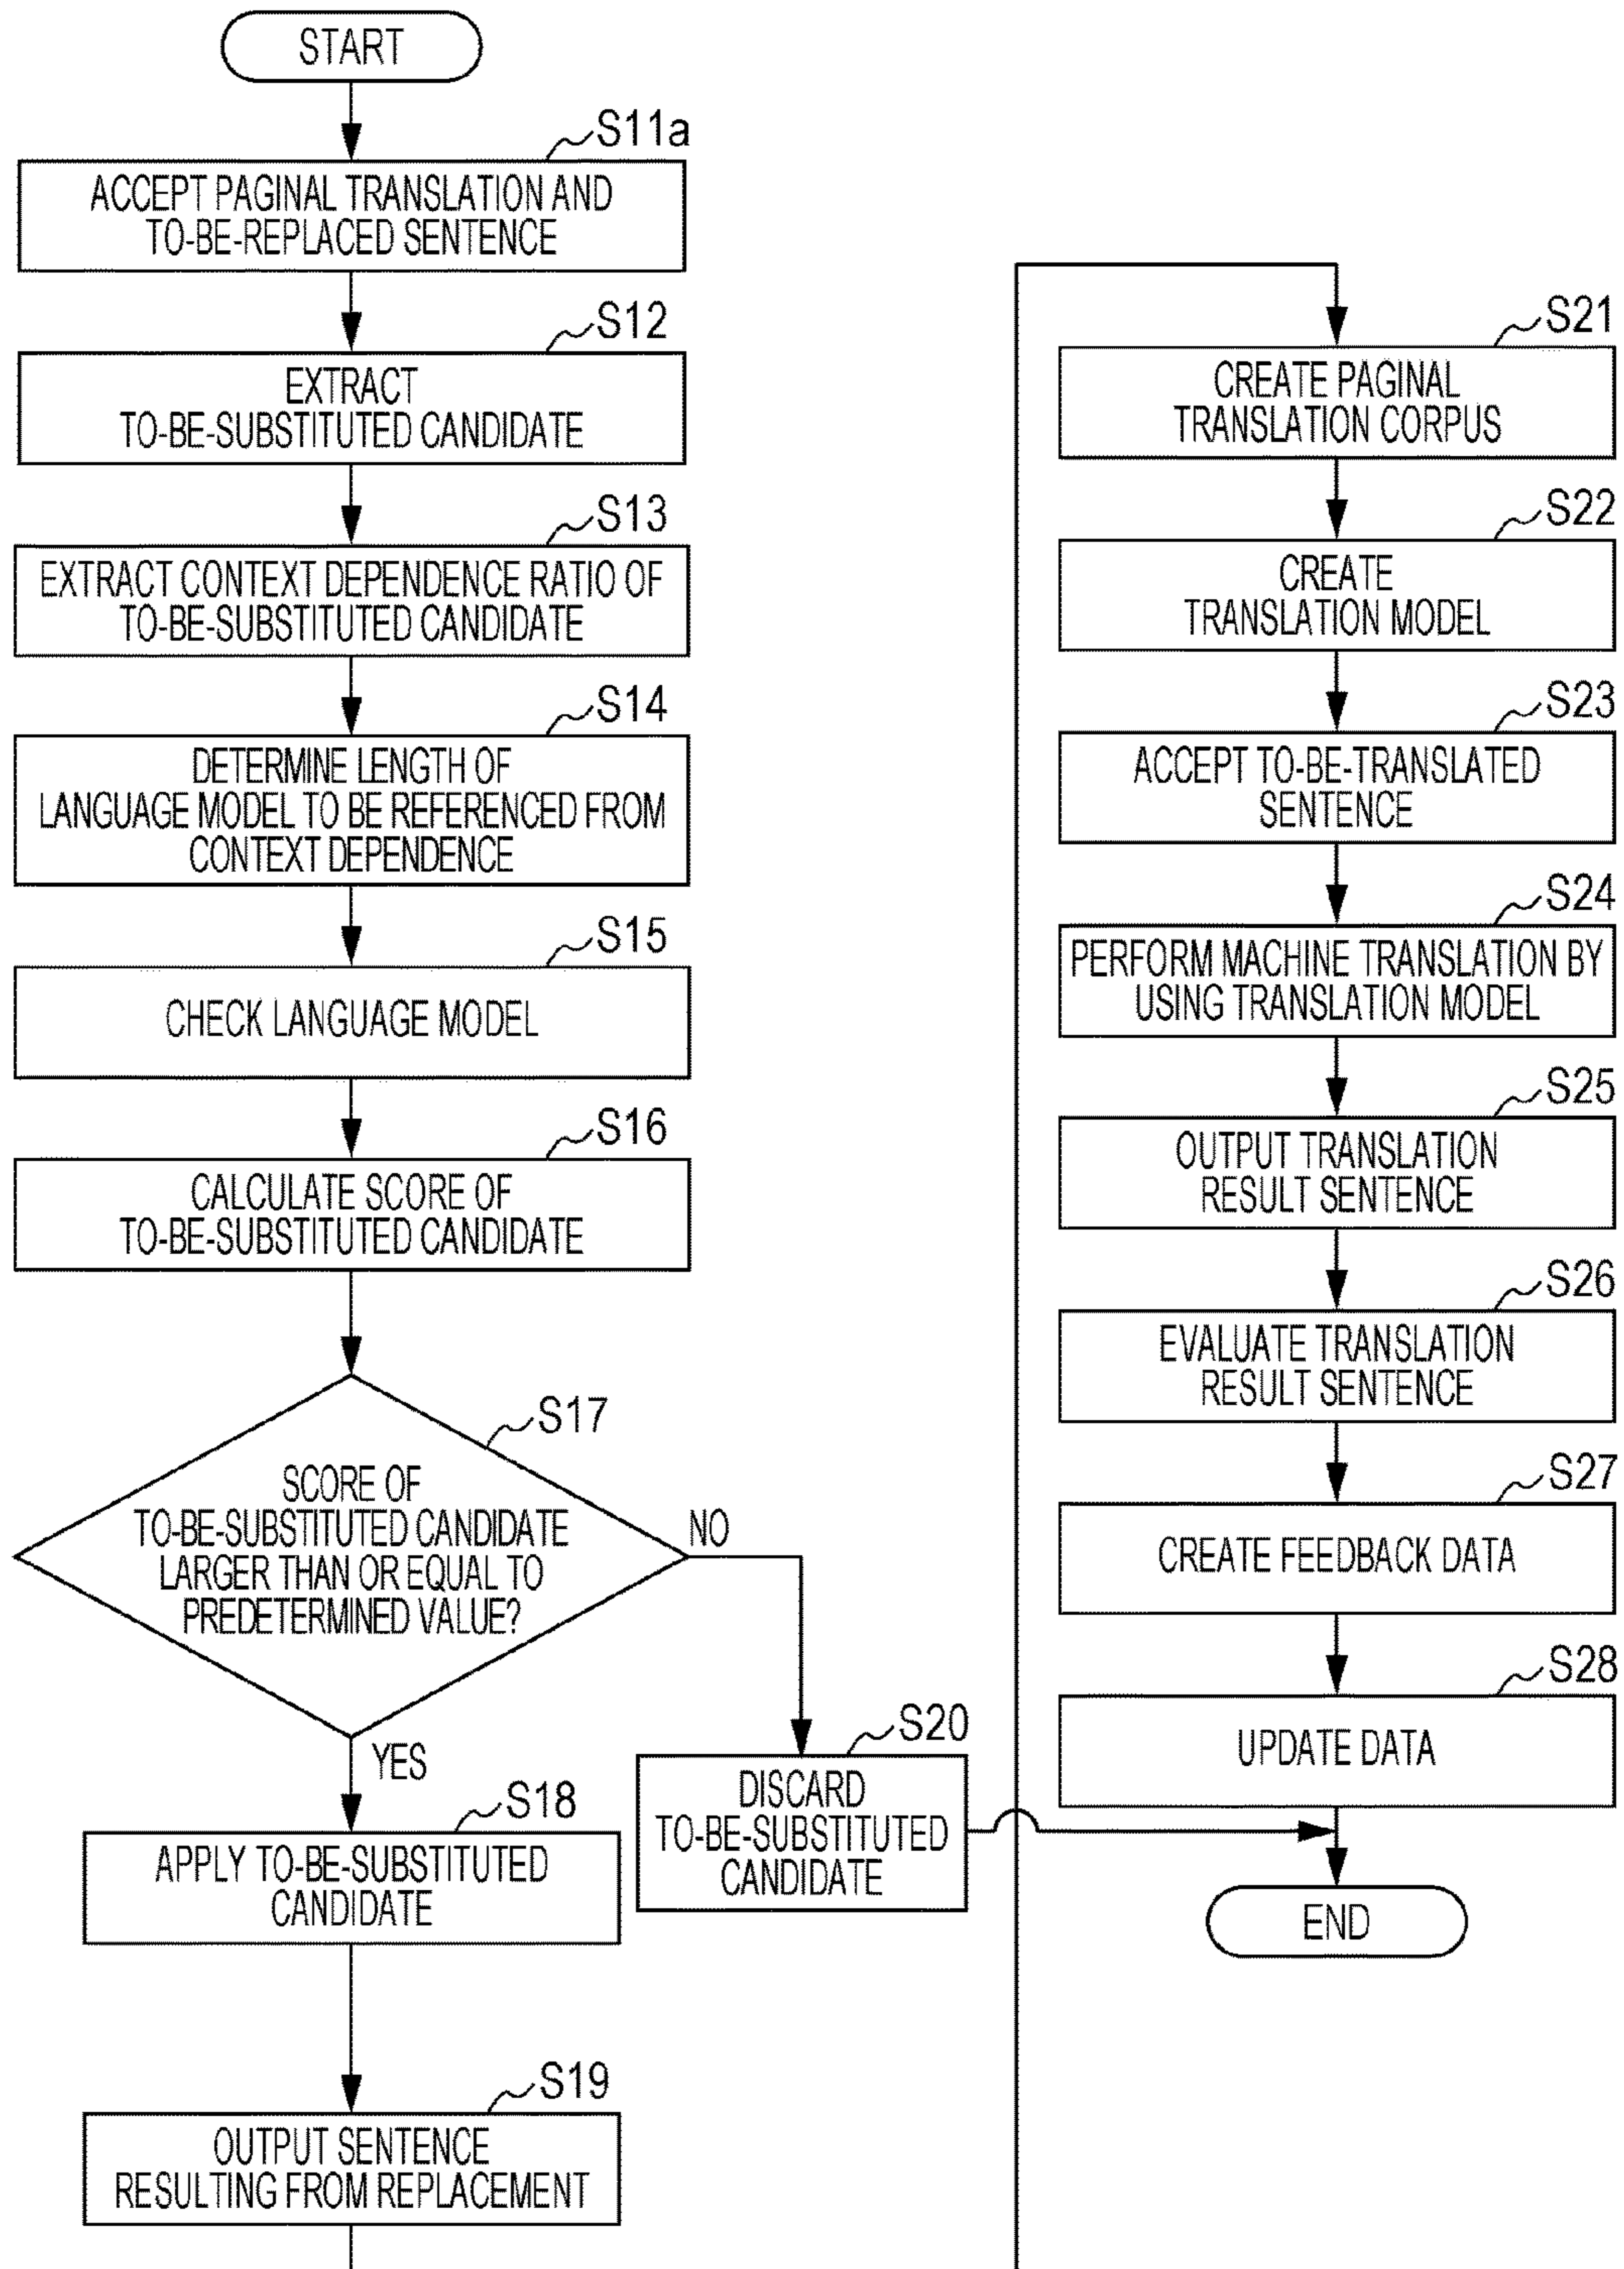 START
S11a
ACCEPT PAGINAL TRANSLATION AND
TO-BE-REPLACED SENTENCE
S12
EXTRACT
TO-BE-SUBSTITUTED CANDIDATE
S13
EXTRACT CONTEXT DEPENDENCE RATIO OF
TO-BE-SUBSTITUTED CANDIDATE
S14
DETERMINE LENGTH OF
LANGUAGE MODEL TO BE REFERENCED FROM
CONTEXT DEPENDENCE
S15
CHECK LANGUAGE MODEL
S16
CALCULATE SCORE OF
TO-BE-SUBSTITUTED CANDIDATE
S17
SCORE OF
TO-BE-SUBSTITUTED CANDIDATE
LARGER THAN OR EQUAL TO
PREDETERMINED VALUE?
NO
YES
S18
APPLY TO-BE-SUBSTITUTED
CANDIDATE
S19
OUTPUT SENTENCE
RESULTING FROM REPLACEMENT
S20
DISCARD
TO-BE-SUBSTITUTED
CANDIDATE
S21
CREATE PAGINAL
TRANSLATION CORPUS
S22
CREATE
TRANSLATION MODEL
S23
ACCEPT TO-BE-TRANSLATED
SENTENCE
S24
PERFORM MACHINE TRANSLATION BY
USING TRANSLATION MODEL
S25
OUTPUT TRANSLATION
RESULT SENTENCE
S26
EVALUATE TRANSLATION
RESULT SENTENCE
S27
CREATE FEEDBACK DATA
S28
UPDATE DATA
END